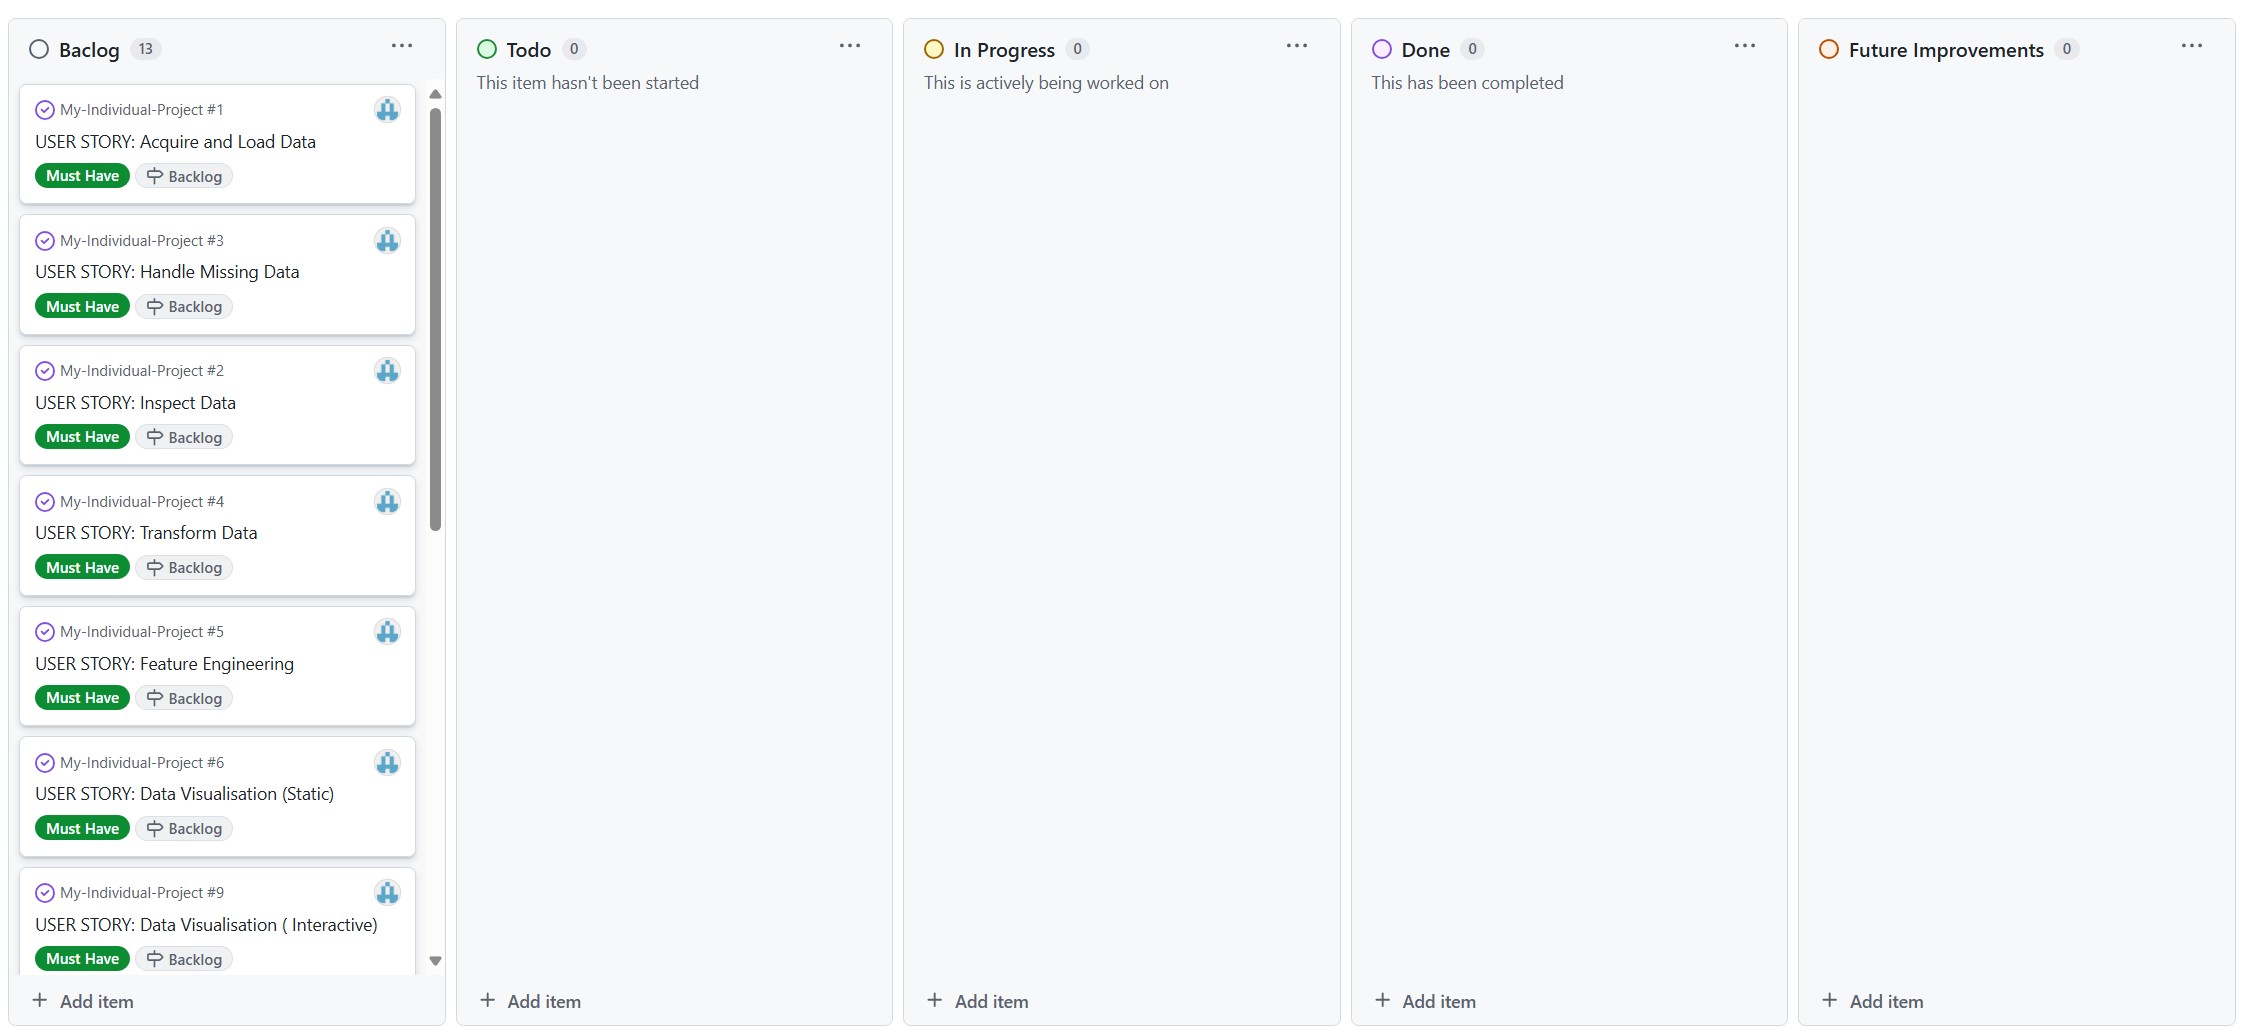 Baclog 13
My-Individual-Project #1
USER STORY: Acquire and Load Data
Must Have Backlog
My-Individual-Project #3
USER STORY: Handle Missing Data
Must Have Backlog
My-Individual-Project #2
USER STORY: Inspect Data
Must Have Backlog
My-Individual-Project #4
USER STORY: Transform Data
Must Have Backlog
My-Individual-Project #5
USER STORY: Feature Engineering
Must Have Backlog
My-Individual-Project #6
USER STORY: Data Visualisation (Static)
Must Have Backlog
My-Individual-Project #9
USER STORY: Data Visualisation ( Interactive)
Must Have Backlog
+ Add item
Todo 0
This item hasn't been started
+ Add item
In Progress 0
This is actively being worked on
+ Add item
Done 0
This has been completed
+ Add item
Future Improvements 0
+ Add item